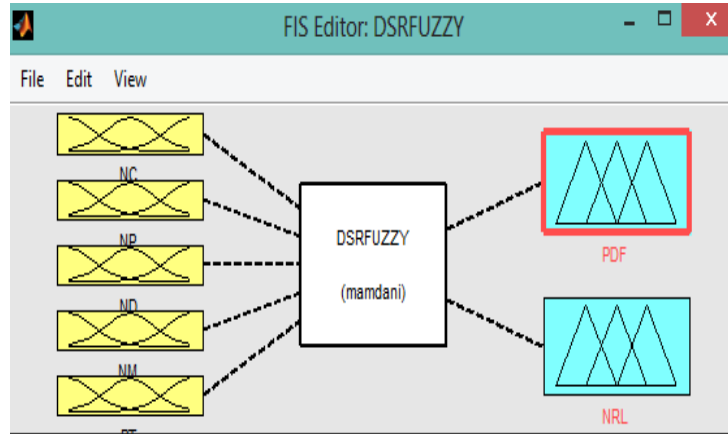 FIS Editor: DSRFUZZY
x
File Edit View
NC
NP
ND
NM
DSRFUZZY
(mamdani)
PDF
NRL